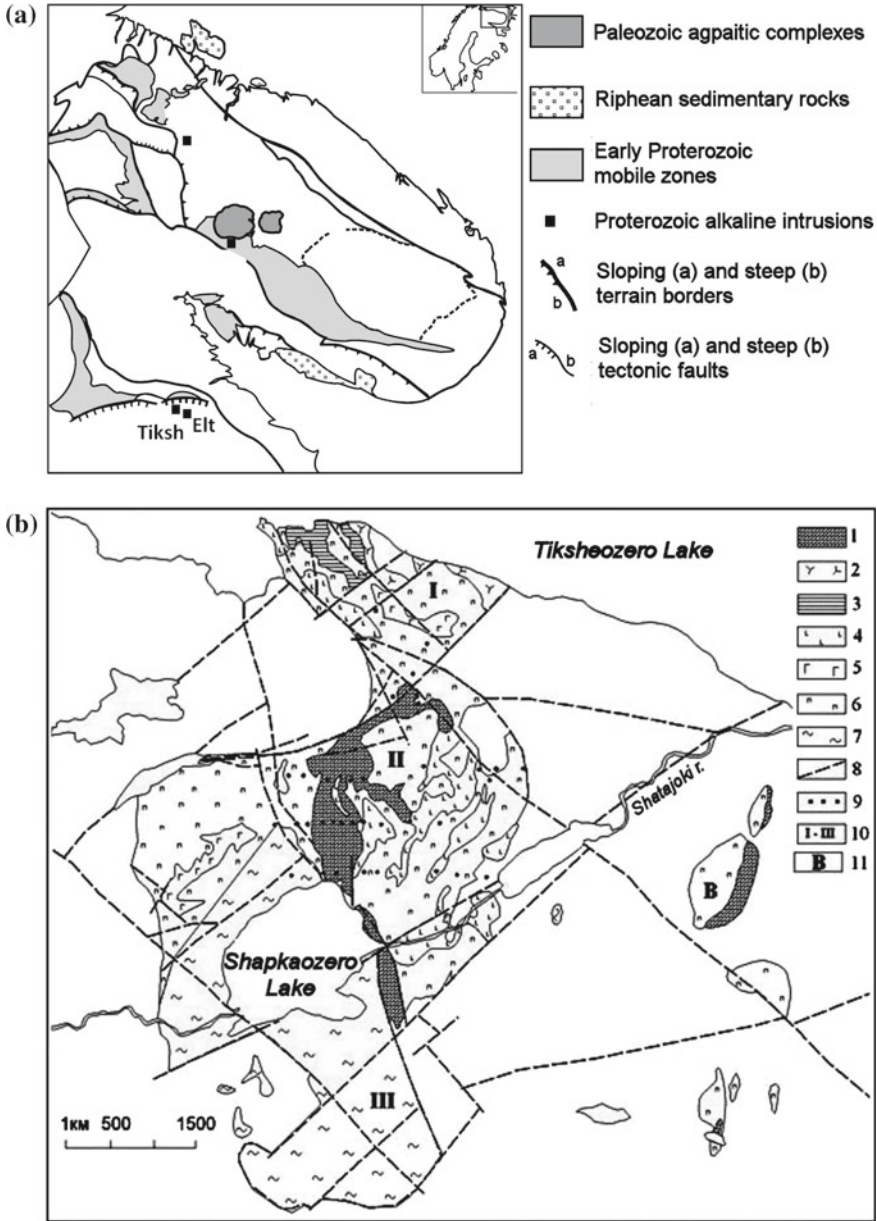 (a)
Paleozoic agpaitic complexes
Riphean sedimentary rocks
Early Proterozoic
mobile zones
Proterozoic alkaline intrusions
a
b
Sloping (a) and steep (b)
terrain borders
a
b
Sloping (a) and steep (b)
tectonic faults
Tiksh
Elt
(b)
Tiksheozero Lake
I
II
III
B
Shatajoki r.
Shapkaozero
Lake
1км 500 1500
1
2
3
4
5
6
7
8
9
I - III 10
B 11